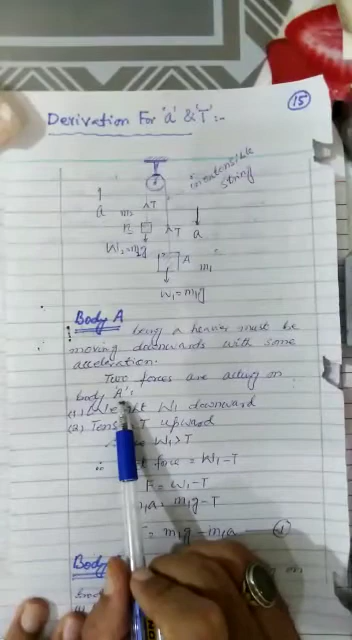 15
Derivation For 'a' & 'T' :-
inextensible string
a
T
m₂
B
T
a
W₂=m₂g
A
m₁
W₁=m₁g
Body A
being a heavier must be
moving downwards with some
acceleration.
Two forces are acting on
body 'A':
(1) Weight W₁ downward
(2) T upward
W₁>T
force = W₁-T
F = W₁-T
a = m₁g-T
= m₁g-m₁a 1
Body
on